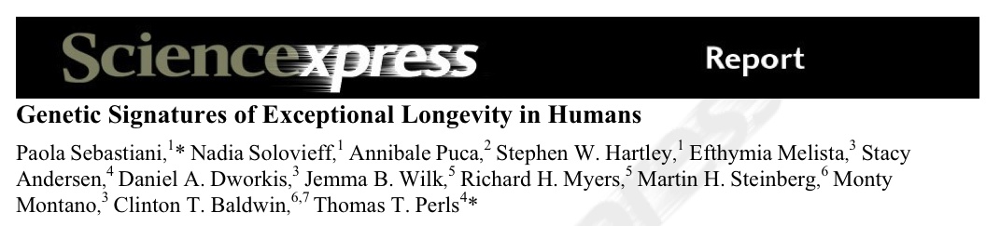 Sciencexpress Report
Genetic Signatures of Exceptional Longevity in Humans
Paola Sebastiani,¹* Nadia Solovieff,¹ Annibale Puca,² Stephen W. Hartley,¹ Efthymia Melista,³ Stacy
Andersen,⁴ Daniel A. Dworkis,³ Jemma B. Wilk,⁵ Richard H. Myers,⁵ Martin H. Steinberg,⁶ Monty
Montano,³ Clinton T. Baldwin,⁶,⁷ Thomas T. Perls⁴*